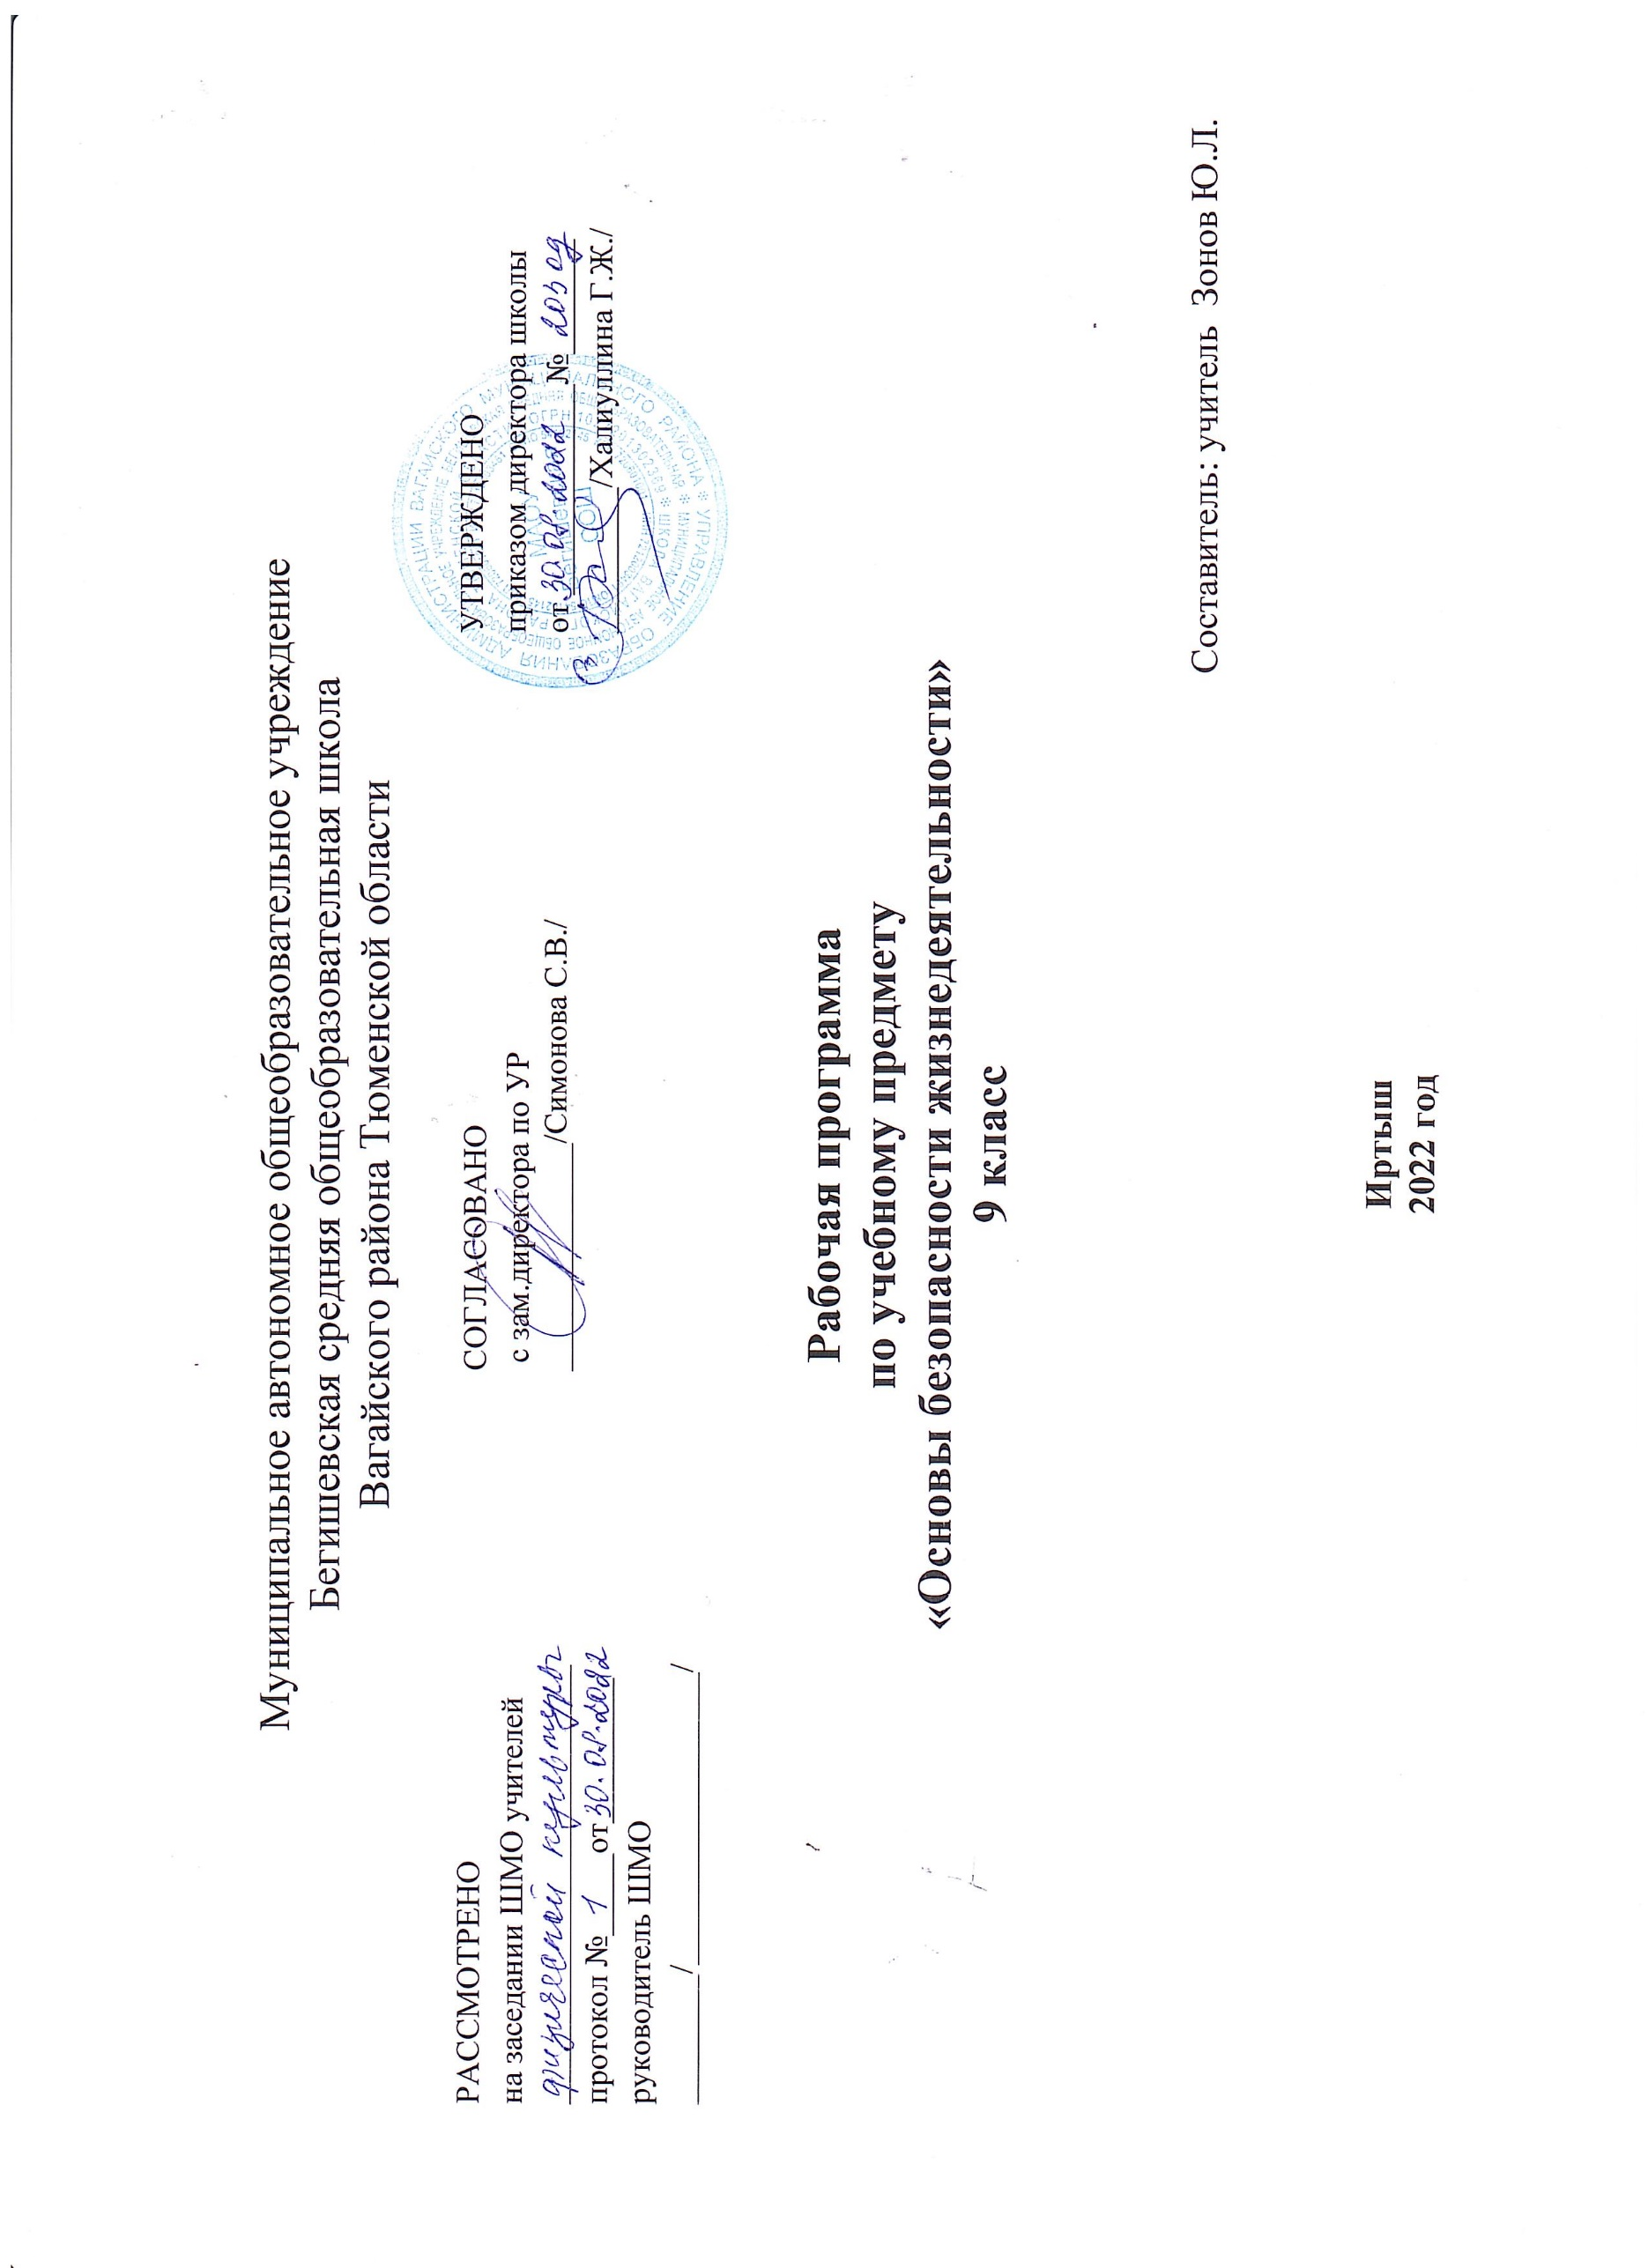 Муниципальное автономное общеобразовательное учреждение
Бегишевская средняя общеобразовательная школа
Вагайского района Тюменской области
РАССМОТРЕНО
на заседании ШМО учителей
физической культуры
протокол № 1 от 30.08.2022
руководитель ШМО
/ /
СОГЛАСОВАНО
с зам.директора по УР
/Симонова С.В./
УТВЕРЖДЕНО
приказом директора школы
от 30.08.2022 № 203 од
/Халиуллина Г.Ж./
Рабочая программа
по учебному предмету
«Основы безопасности жизнедеятельности»
9 класс
Составитель: учитель Зонов Ю.Л.
Иртыш
2022 год